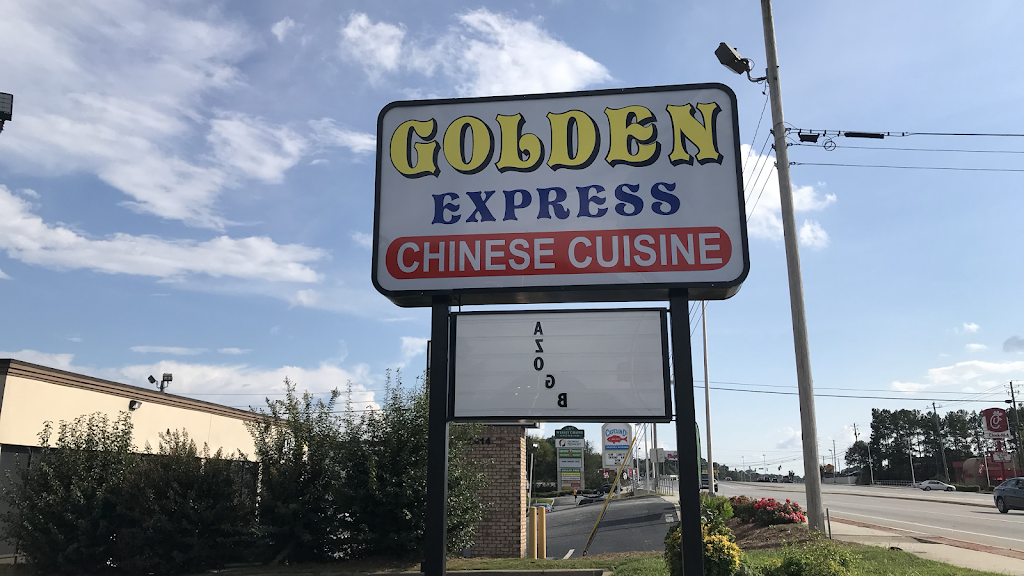 GOLDEN
EXPRESS
CHINESE CUISINE
A
Z
O
G
B